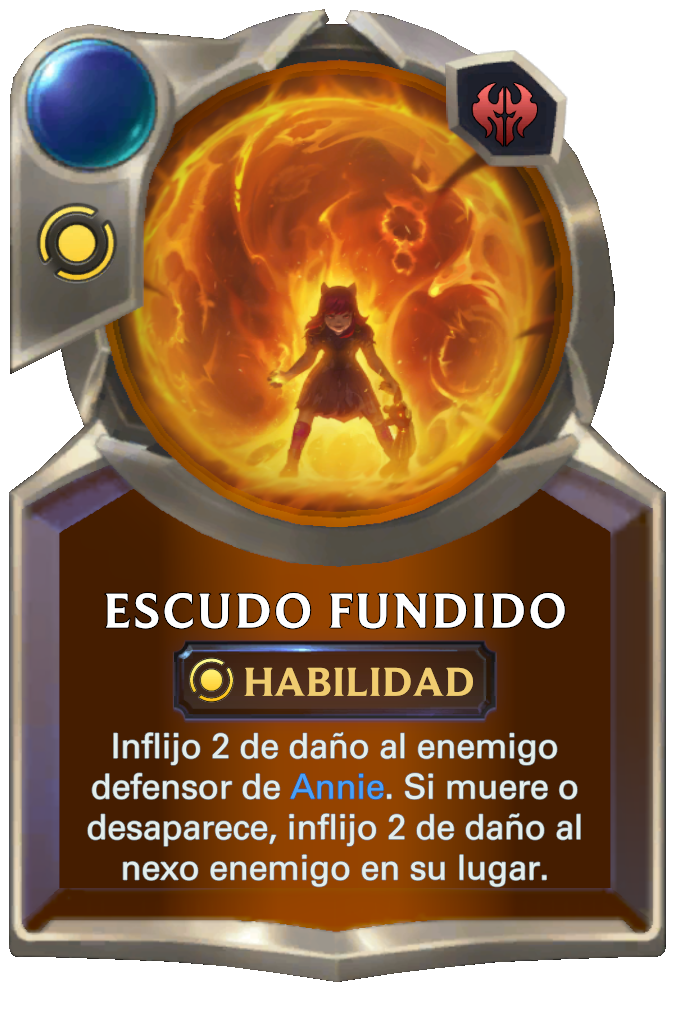 ESCUDO FUNDIDO
HABILIDAD
Inflijo 2 de daño al enemigo
defensor de Annie. Si muere o
desaparece, inflijo 2 de daño al
nexo enemigo en su lugar.